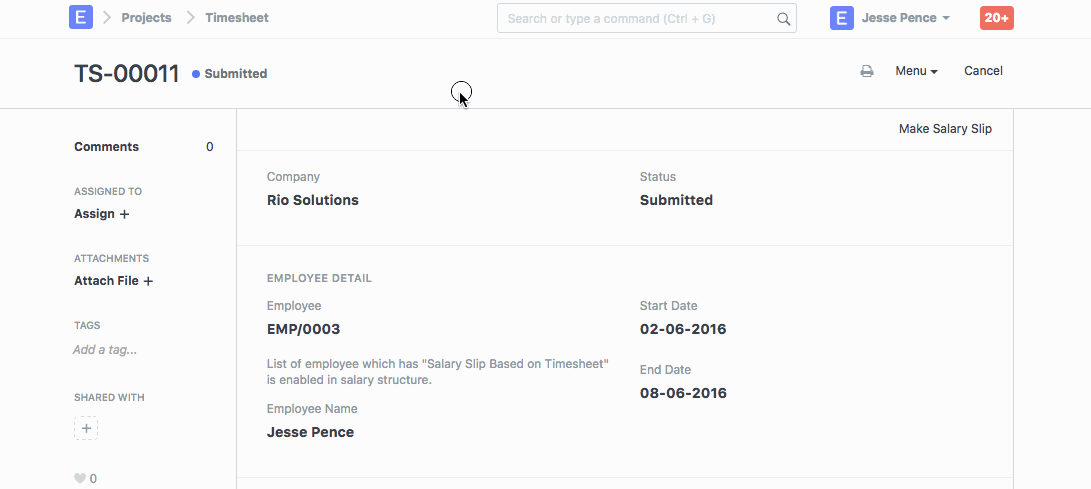 E Projects Timesheet Search or type a command (Ctrl + G) E Jesse Pence 20+
TS-00011 Submitted Menu Cancel
Make Salary Slip
Comments 0
ASSIGNED TO
Assign +
ATTACHMENTS
Attach File +
TAGS
Add a tag...
SHARED WITH
+
0
Company
Rio Solutions
Status
Submitted
EMPLOYEE DETAIL
Employee
EMP/0003
List of employee which has "Salary Slip Based on Timesheet"
is enabled in salary structure.
Employee Name
Jesse Pence
Start Date
02-06-2016
End Date
08-06-2016